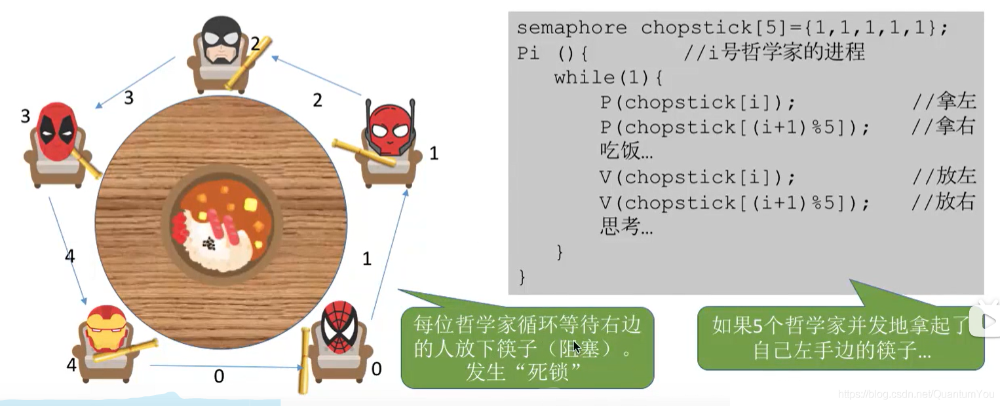 2
3
2
3
1
4
1
4
0
0
semaphore chopstick[5]={1,1,1,1,1};
Pi (){ //i号哲学家的进程
while(1){
P(chopstick[i]); //拿左
P(chopstick[(i+1)%5]); //拿右
吃饭…
V(chopstick[i]); //放左
V(chopstick[(i+1)%5]); //放右
思考…
}
}
每位哲学家循环等待右边
的人放下筷子（阻塞）。
发生“死锁”
如果5个哲学家并发地拿起了
自己左手边的筷子…
https://blog.csdn.net/QuantumYou